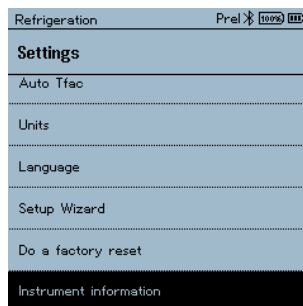 Refrigeration Prel 100%
Settings
Auto Tfac
Units
Language
Setup Wizard
Do a factory reset
Instrument information